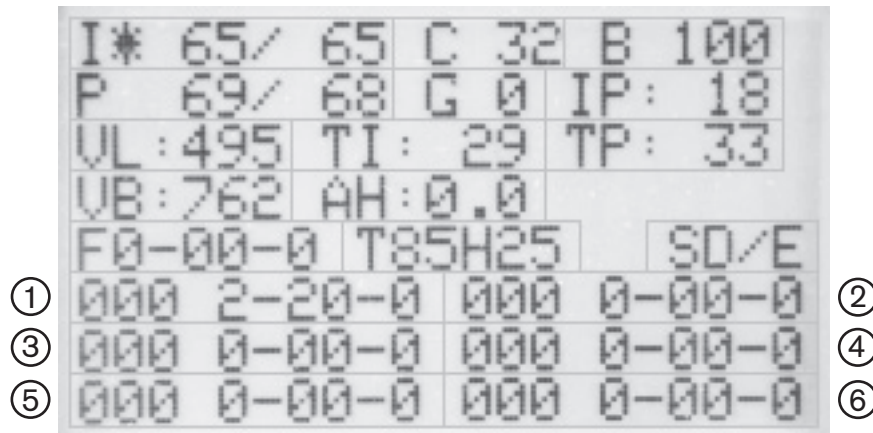 I* 65/ 65 C 32 B 100
P 69/ 68 G 0 IP: 18
VL:495 TI: 29 TP: 33
VB:762 AH:0.0
F0-00-0 T85H25 SD/E
① 000 2-20-0 000 0-00-0 ②
③ 000 0-00-0 000 0-00-0 ④
⑤ 000 0-00-0 000 0-00-0 ⑥